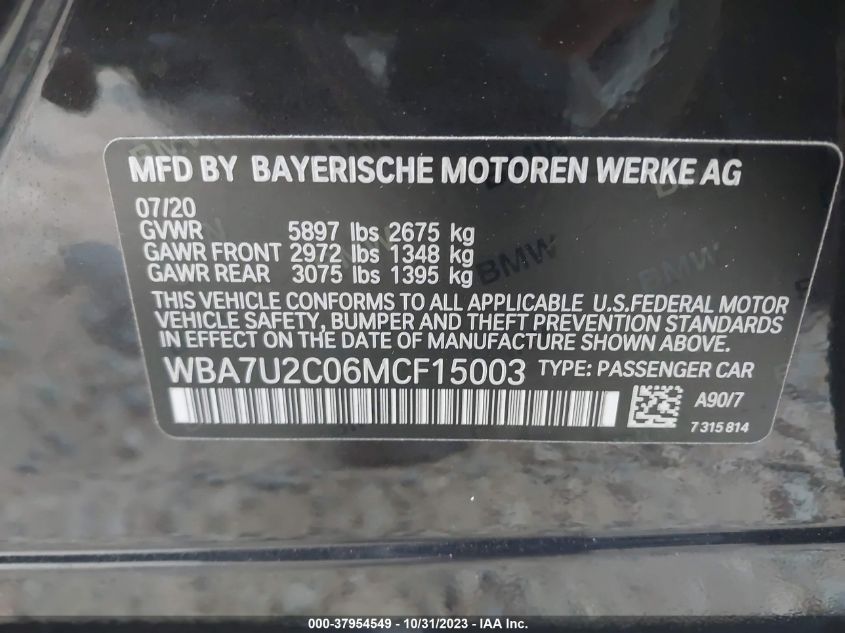 MFD BY BAYERISCHE MOTOREN WERKE AG
07/20
GVWR 5897 lbs 2675 kg
GAWR FRONT 2972 lbs 1348 kg
GAWR REAR 3075 lbs 1395 kg
THIS VEHICLE CONFORMS TO ALL APPLICABLE U.S.FEDERAL MOTOR
VEHICLE SAFETY, BUMPER AND THEFT PREVENTION STANDARDS
IN EFFECT ON THE DATE OF MANUFACTURE SHOWN ABOVE.
WBA7U2C06MCF15003 TYPE: PASSENGER CAR
A90/7
7315814
BMW
000-37954549 - 10/31/2023 - IAA Inc.